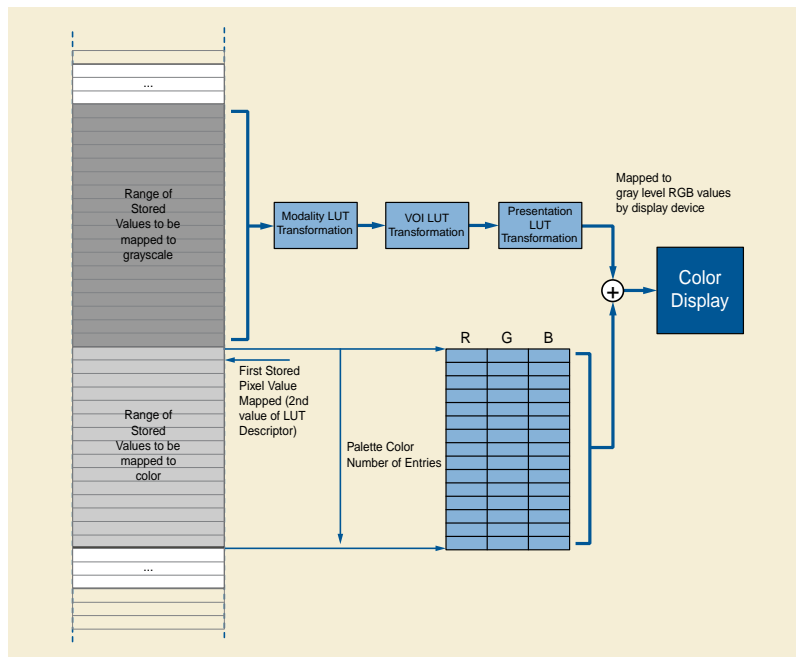 ...
Range of
Stored
Values to be
mapped to
grayscale
Modality LUT
Transformation
VOI LUT
Transformation
Presentation
LUT
Transformation
Mapped to
gray level RGB values
by display device
+
Color
Display
R G B
First Stored
Pixel Value
Mapped (2nd
value of LUT
Descriptor)
Range of
Stored
Values to be
mapped to
color
Palette Color
Number of Entries
...